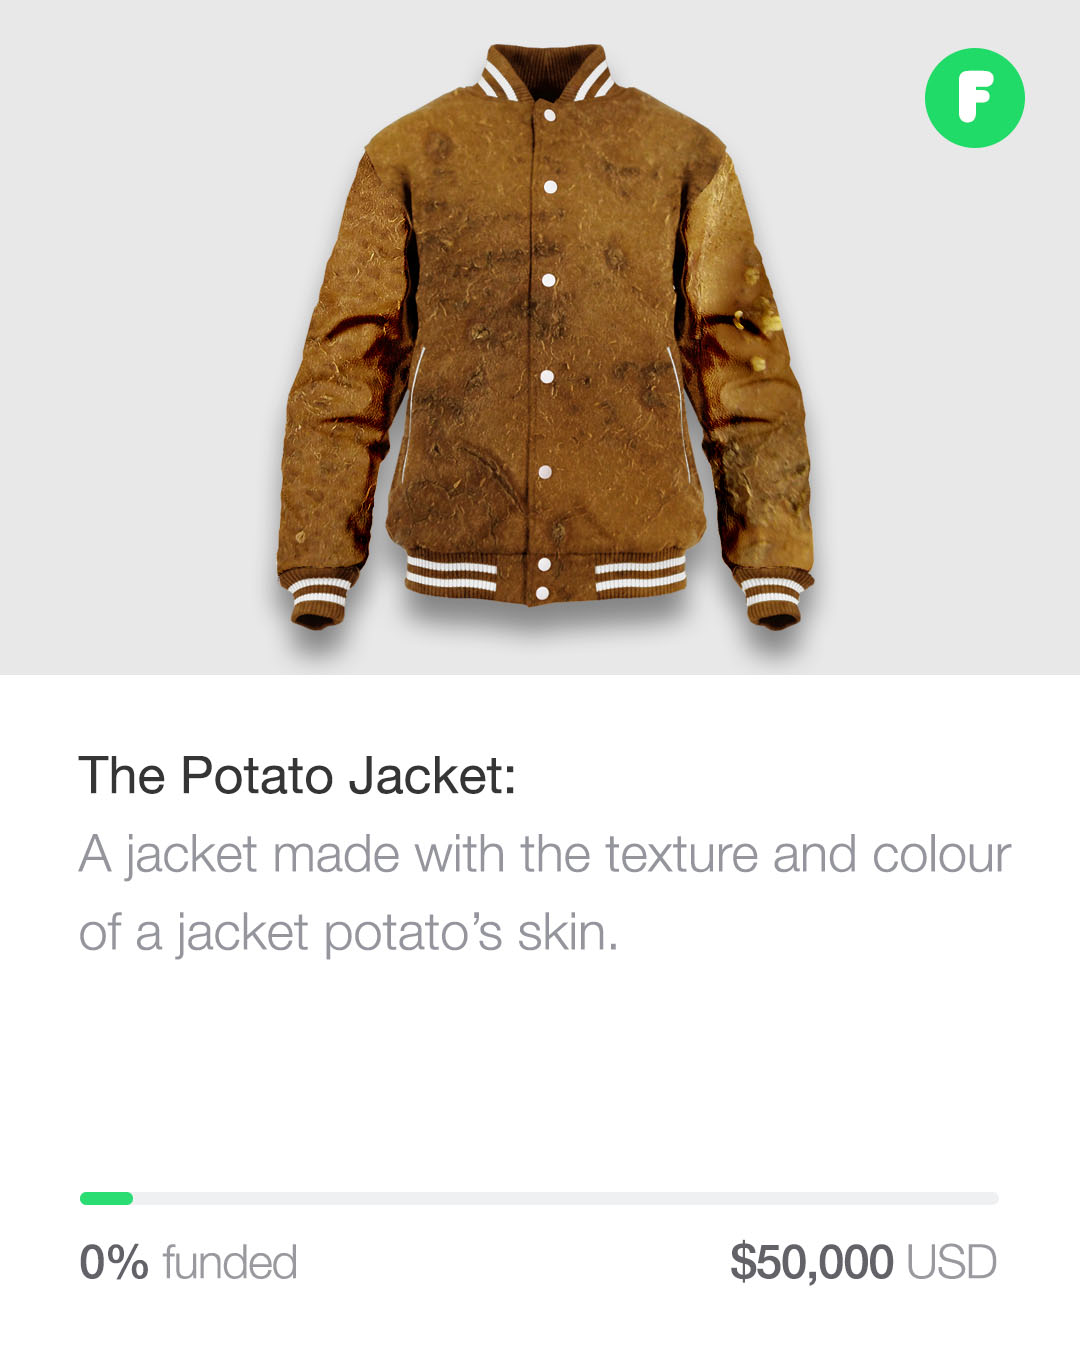 F
The Potato Jacket:
A jacket made with the texture and colour
of a jacket potato’s skin.
0% funded
$50,000 USD